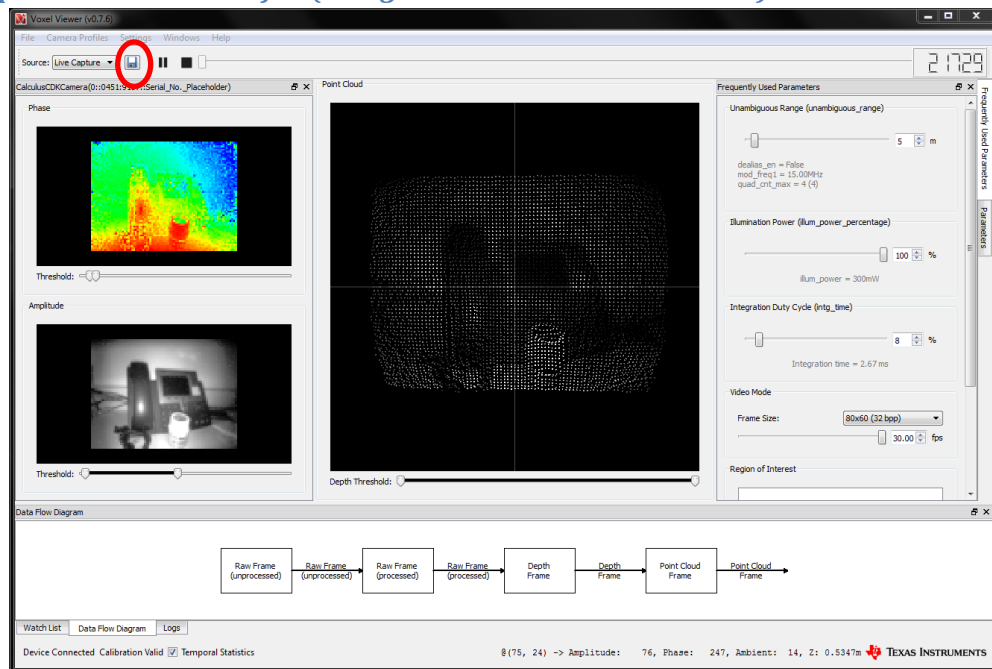 Voxel Viewer (v0.7.6)
File Camera Profiles Settings Windows Help
Source: Live Capture
21729
CalculusCDKCamera(0::0451: Serial_No._Placeholder)
Phase
Threshold:
Amplitude
Threshold:
Point Cloud
Depth Threshold:
Frequently Used Parameters
Unambiguous Range (unambiguous_range)
5 m
dealias_en = False
mod_freq1 = 15.00MHz
quad_cnt_max = 4 (4)
Illumination Power (illum_power_percentage)
100 %
illum_power = 300mW
Integration Duty Cycle (intg_time)
8 %
Integration time = 2.67 ms
Video Mode
Frame Size: 80x60 (32 bpp)
30.00 fps
Region of Interest
Frequently Used Parameters
Parameters
Data Flow Diagram
Raw Frame
(unprocessed)
Raw Frame
(unprocessed)
Raw Frame
(processed)
Raw Frame
(processed)
Depth
Frame
Depth
Frame
Point Cloud
Frame
Point Cloud
Frame
Watch List Data Flow Diagram Logs
Device Connected Calibration Valid Temporal Statistics
@(75, 24) -> Amplitude: 76, Phase: 247, Ambient: 14, Z: 0.5347m
TEXAS INSTRUMENTS